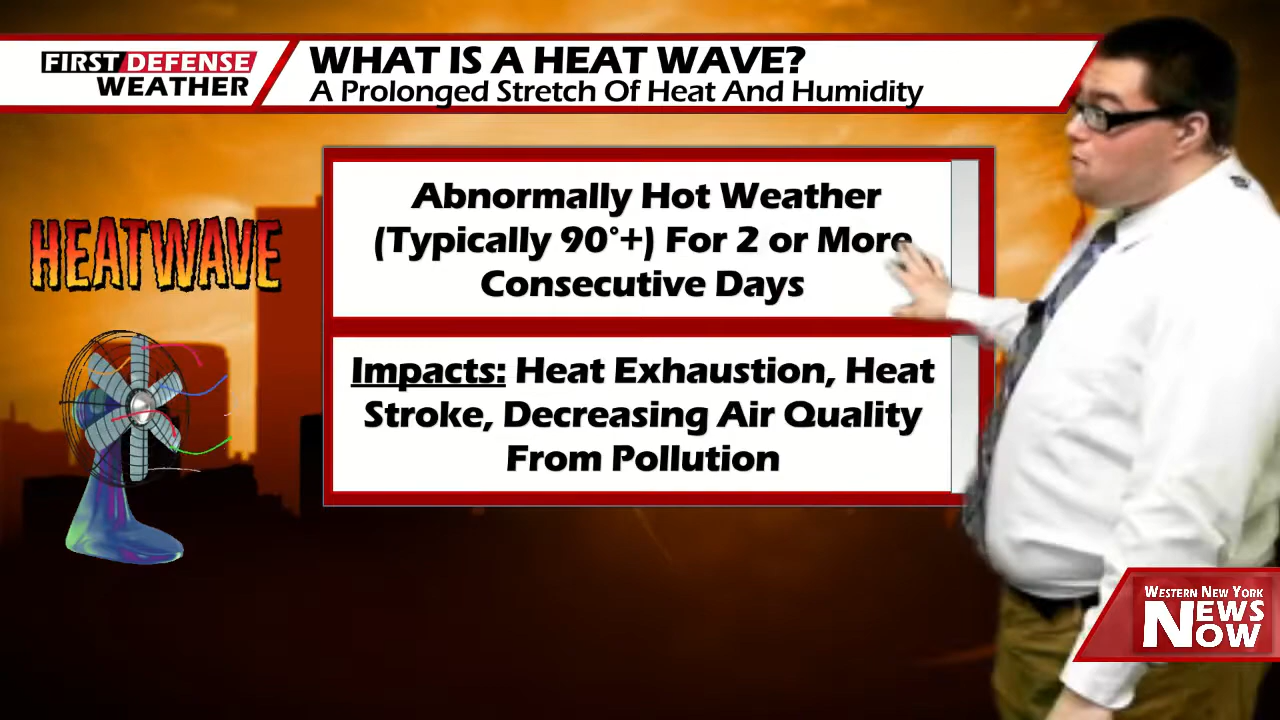 FIRST DEFENSE
WEATHER
WHAT IS A HEAT WAVE?
A Prolonged Stretch Of Heat And Humidity
HEATWAVE
Abnormally Hot Weather
(Typically 90°+) For 2 or More
Consecutive Days
Impacts: Heat Exhaustion, Heat
Stroke, Decreasing Air Quality
From Pollution
WESTERN NEW YORK
NEWS
NOW